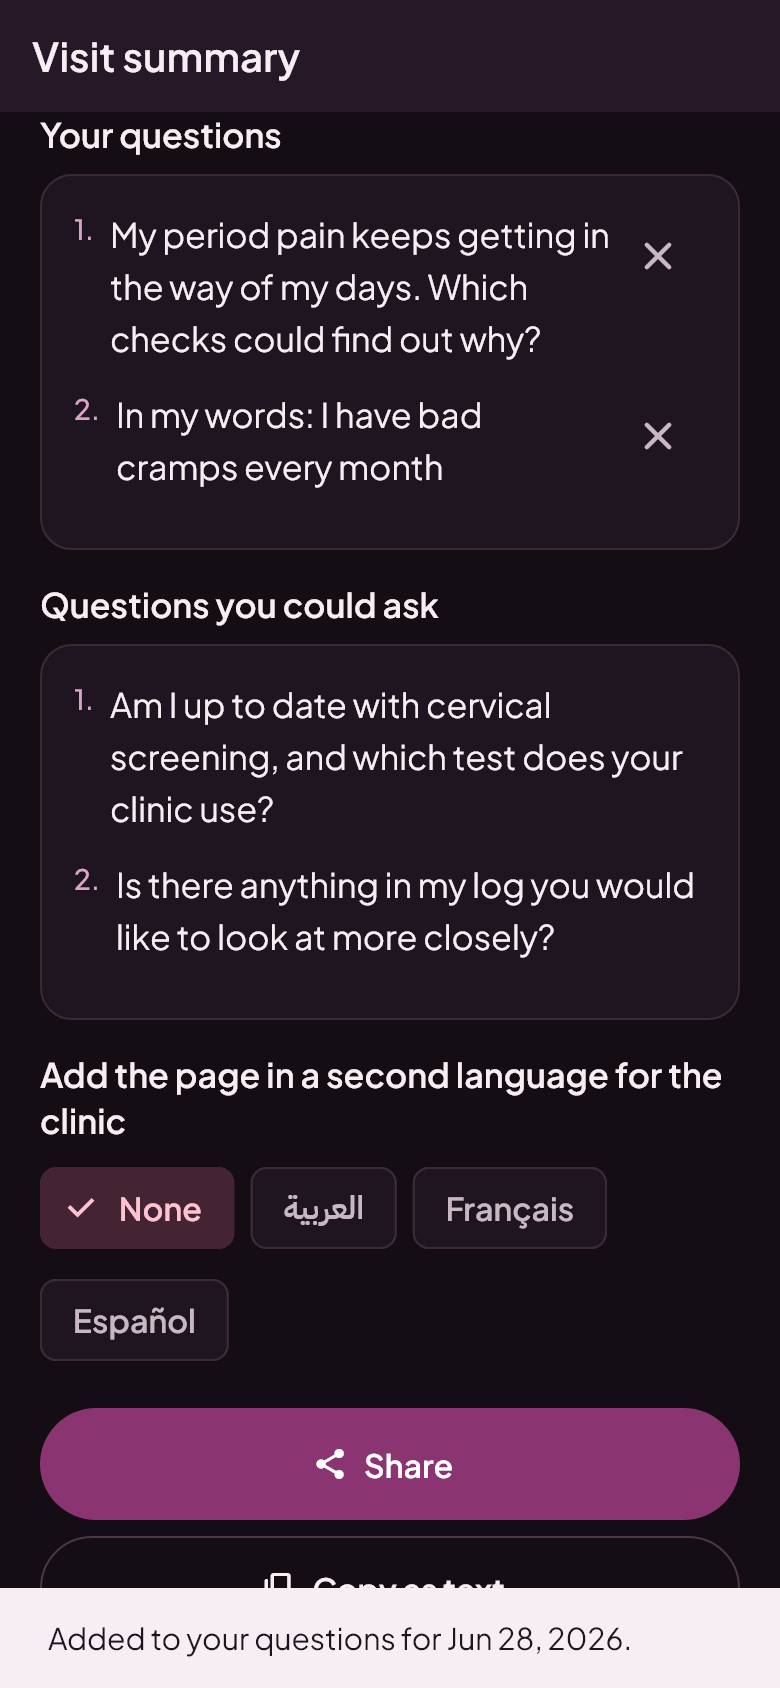 Visit summary
Your questions
1. My period pain keeps getting in
the way of my days. Which
checks could find out why?
2. In my words: I have bad
cramps every month
Questions you could ask
1. Am I up to date with cervical
screening, and which test does your
clinic use?
2. Is there anything in my log you would
like to look at more closely?
Add the page in a second language for the
clinic
None
العربية
Français
Español
Share
Copy as text
Added to your questions for Jun 28, 2026.